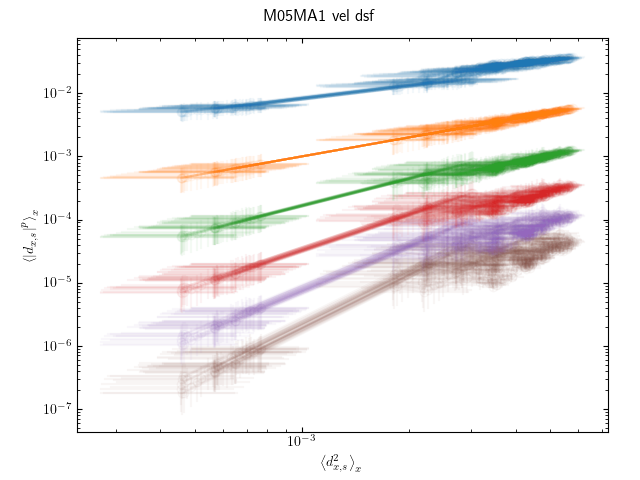 M05MA1 vel dsf
10⁻²
10⁻³
10⁻⁴
10⁻⁵
10⁻⁶
10⁻⁷
⟨|d_{x,s}|^p⟩_x
10⁻³
⟨d²_{x,s}⟩_x